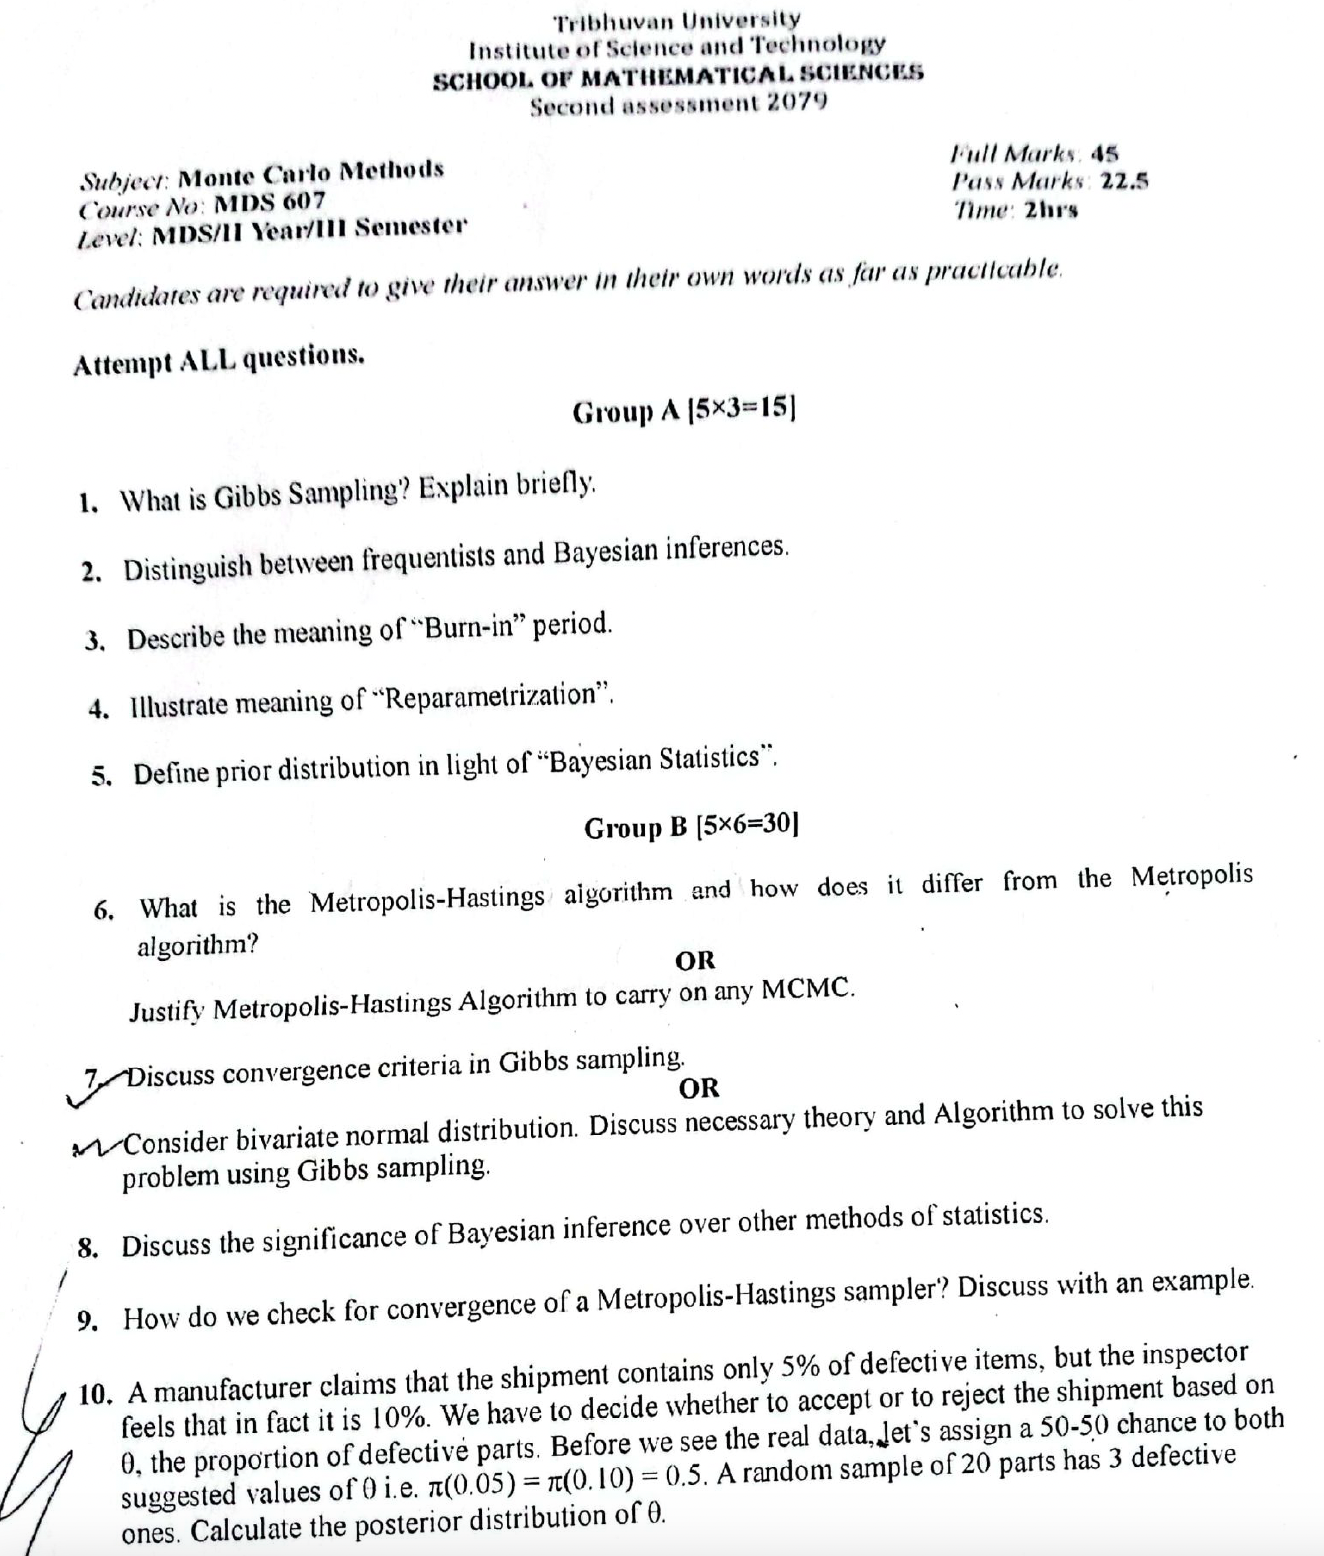 Tribhuvan University
Institute of Science and Technology
SCHOOL OF MATHEMATICAL SCIENCES
Second assessment 2079
Subject: Monte Carlo Methods
Full Marks: 45
Course No: MDS 607
Pass Marks: 22.5
Level: MDS/II Year/III Semester
Time: 2hrs
Candidates are required to give their answer in their own words as far as practicable.
Attempt ALL questions.
Group A [5×3=15]
1. What is Gibbs Sampling? Explain briefly.
2. Distinguish between frequentists and Bayesian inferences.
3. Describe the meaning of “Burn-in” period.
4. Illustrate meaning of “Reparametrization”.
5. Define prior distribution in light of “Bayesian Statistics”.
Group B [5×6=30]
6. What is the Metropolis-Hastings algorithm and how does it differ from the Metropolis
algorithm?
OR
Justify Metropolis-Hastings Algorithm to carry on any MCMC.
7. Discuss convergence criteria in Gibbs sampling.
OR
Consider bivariate normal distribution. Discuss necessary theory and Algorithm to solve this
problem using Gibbs sampling.
8. Discuss the significance of Bayesian inference over other methods of statistics.
9. How do we check for convergence of a Metropolis-Hastings sampler? Discuss with an example.
10. A manufacturer claims that the shipment contains only 5% of defective items, but the inspector
feels that in fact it is 10%. We have to decide whether to accept or to reject the shipment based on
θ, the proportion of defective parts. Before we see the real data, let's assign a 50-50 chance to both
suggested values of θ i.e. π(0.05) = π(0.10) = 0.5. A random sample of 20 parts has 3 defective
ones. Calculate the posterior distribution of θ.